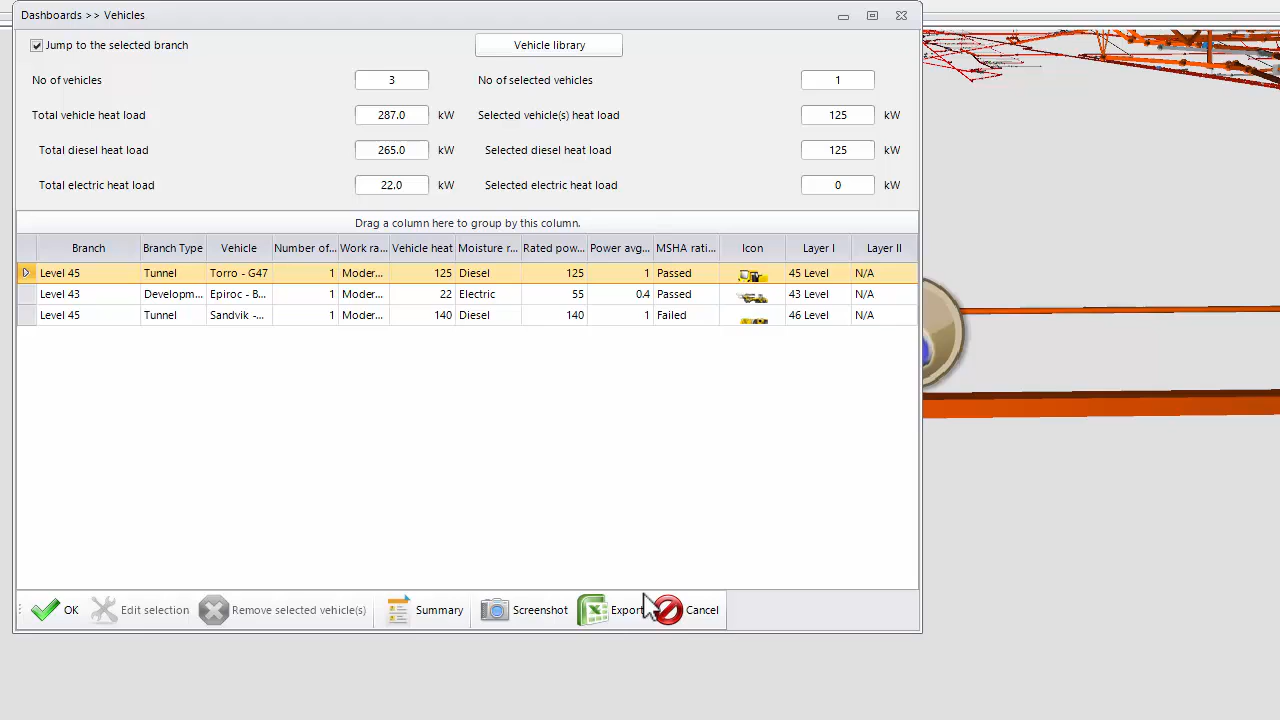 Dashboards >> Vehicles
Jump to the selected branch
Vehicle library
No of vehicles 3 No of selected vehicles 1
Total vehicle heat load 287.0 kW Selected vehicle(s) heat load 125 kW
Total diesel heat load 265.0 kW Selected diesel heat load 125 kW
Total electric heat load 22.0 kW Selected electric heat load 0 kW
Drag a column here to group by this column.
Branch Branch Type Vehicle Number of... Work ra... Vehicle heat Moisture r... Rated pow... Power avg... MSHA rati... Icon Layer I Layer II
Level 45 Tunnel Torro - G47 1 Moder... 125 Diesel 125 1 Passed 45 Level N/A
Level 43 Developm... Epiroc - B... 1 Moder... 22 Electric 55 0.4 Passed 43 Level N/A
Level 45 Tunnel Sandvik -... 1 Moder... 140 Diesel 140 1 Failed 46 Level N/A
OK Edit selection Remove selected vehicle(s) Summary Screenshot Export Cancel